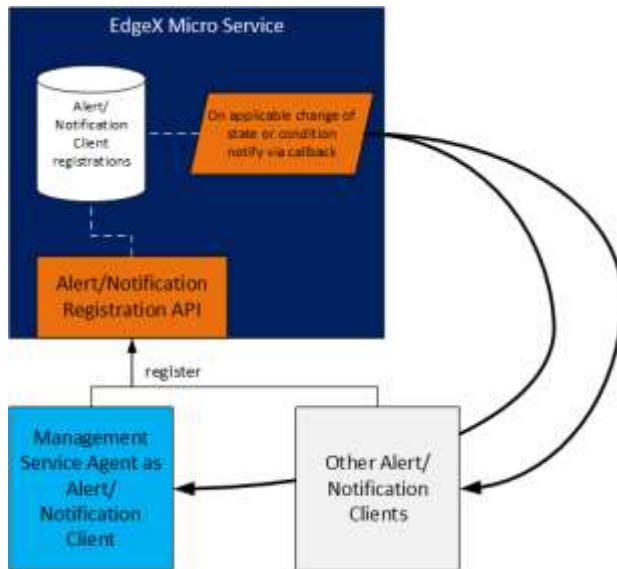 EdgeX Micro Service
Alert/
Notification
Client
registrations
On applicable change of
state or condition
notify via callback
Alert/Notification
Registration API
register
Management
Service Agent as
Alert/
Notification
Client
Other Alert/
Notification
Clients